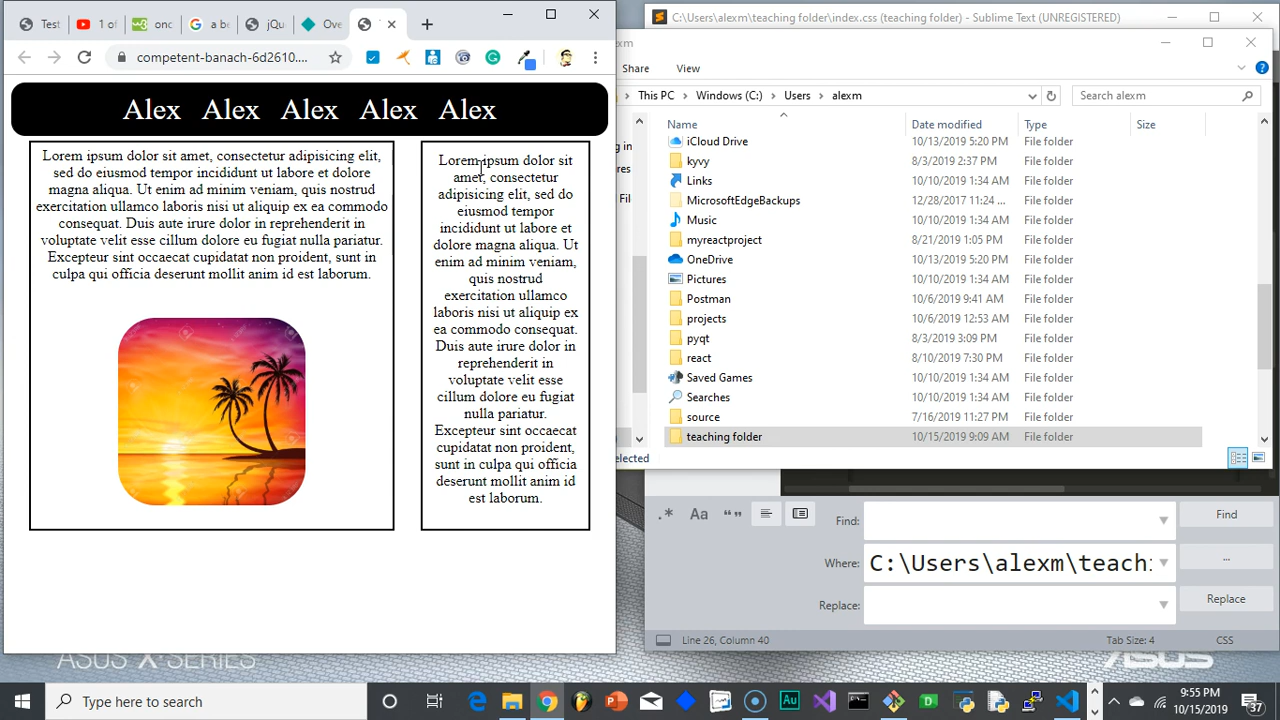 Test
1 of
onc
a be
jQu
Ove
C:\Users\alexm\teaching folder\index.css (teaching folder) - Sublime Text (UNREGISTERED)
competent-banach-6d2610....
Share View
This PC > Windows (C:) > Users > alexm
Search alexm
Alex Alex Alex Alex Alex
Lorem ipsum dolor sit amet, consectetur adipisicing elit,
sed do eiusmod tempor incididunt ut labore et dolore
magna aliqua. Ut enim ad minim veniam, quis nostrud
exercitation ullamco laboris nisi ut aliquip ex ea commodo
consequat. Duis aute irure dolor in reprehenderit in
voluptate velit esse cillum dolore eu fugiat nulla pariatur.
Excepteur sint occaecat cupidatat non proident, sunt in
culpa qui officia deserunt mollit anim id est laborum.
Lorem ipsum dolor sit
amet, consectetur
adipisicing elit, sed do
eiusmod tempor
incididunt ut labore et
dolore magna aliqua. Ut
enim ad minim veniam,
quis nostrud
exercitation ullamco
laboris nisi ut aliquip ex
ea commodo consequat.
Duis aute irure dolor in
reprehenderit in
voluptate velit esse
cillum dolore eu fugiat
nulla pariatur.
Excepteur sint occaecat
cupidatat non proident,
sunt in culpa qui officia
deserunt mollit anim id
est laborum.
Name Date modified Type Size
iCloud Drive 10/13/2019 5:20 PM File folder
kyvy 8/3/2019 2:37 PM File folder
Links 10/10/2019 1:34 AM File folder
MicrosoftEdgeBackups 12/28/2017 11:24 ... File folder
Music 10/10/2019 1:34 AM File folder
myreactproject 8/21/2019 1:05 PM File folder
OneDrive 10/13/2019 5:20 PM File folder
Pictures 10/10/2019 1:34 AM File folder
Postman 10/6/2019 9:41 AM File folder
projects 10/6/2019 12:53 AM File folder
pyqt 8/3/2019 3:09 PM File folder
react 8/10/2019 7:30 PM File folder
Saved Games 10/10/2019 1:34 AM File folder
Searches 10/10/2019 1:34 AM File folder
source 7/16/2019 11:27 PM File folder
teaching folder 10/15/2019 9:09 AM File folder
elected
.* Aa “”
Find:
Find
Where: C:\Users\alexm\teachi
...
Replace:
Replace
Line 26, Column 40
Tab Size: 4 CSS
ASUS X-SERIES
ASUS
Type here to search
9:55 PM
10/15/2019
37